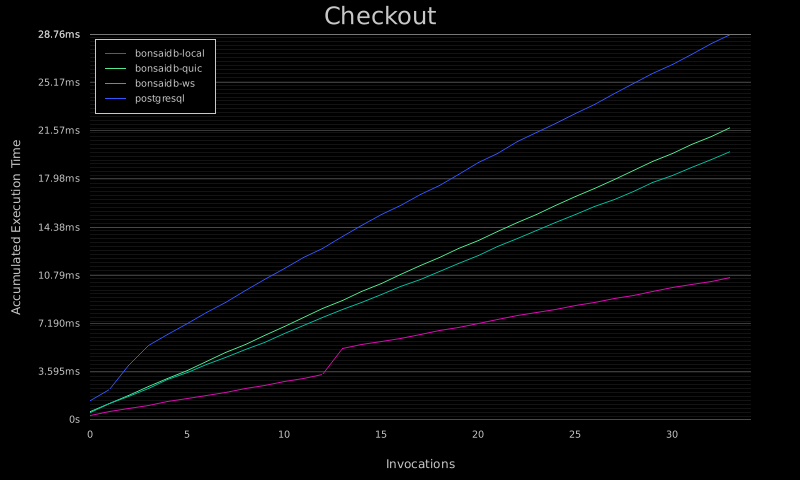 Checkout
28.76ms
25.17ms
21.57ms
17.98ms
14.38ms
10.79ms
7.190ms
3.595ms
0s
bonsaidb-local
bonsaidb-quic
bonsaidb-ws
postgresql
Accumulated Execution Time
0 5 10 15 20 25 30
Invocations